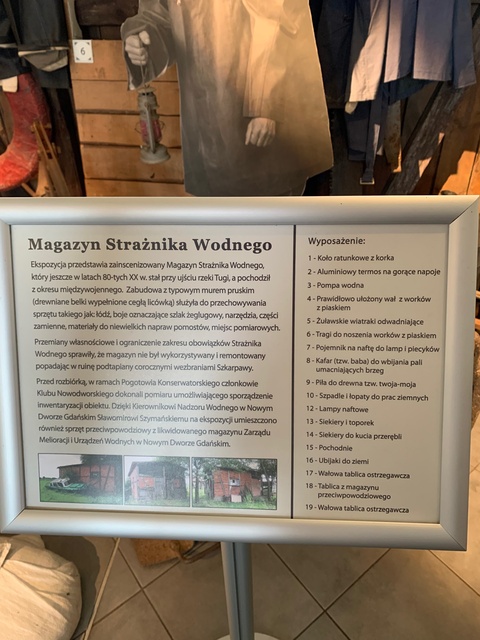 6
Magazyn Strażnika Wodnego
Ekspozycja przedstawia zainscenizowany Magazyn Strażnika Wodnego,
który jeszcze w latach 80-tych XX w. stał przy ujściu rzeki Tugi, a pochodził
z okresu międzywojennego. Zabudowa z typowym murem pruskim
(drewniane belki wypełnione cegłą licówką) służyła do przechowywania
sprzętu takiego jak: łódź, boje oznaczające szlak żeglugowy, narzędzia, części
zamienne, materiały do niewielkich napraw pomostów, miejsc pomiarowych.
Przemiany własnościowe i ograniczenie zakresu obowiązków Strażnika
Wodnego sprawiły, że magazyn nie był wykorzystywany i remontowany
popadając w ruinę podtapiany corocznymi wezbraniami Szkarpawy.
Przed rozbiórką, w ramach Pogotowia Konserwatorskiego członkowie
Klubu Nowodworskiego dokonali pomiaru umożliwiającego sporządzenie
inwentaryzacji obiektu. Dzięki Kierownikowi Nadzoru Wodnego w Nowym
Dworze Gdańskim Sławomirowi Szymańskiemu na ekspozycji umieszczono
również sprzęt przeciwpowodziowy z likwidowanego magazynu Zarządu
Melioracji i Urządzeń Wodnych w Nowym Dworze Gdańskim.
Wyposażenie:
1 - Koło ratunkowe z korka
2 - Aluminiowy termos na gorące napoje
3 - Pompa wodna
4 - Prawidłowo ułożony wał z worków
z piaskiem
5 - Żuławskie wiatraki odwadniające
6 - Tragi do noszenia worków z piaskiem
7 - Pojemnik na naftę do lamp i piecyków
8 - Kafar (tzw. baba) do wbijania pali
umacniających brzeg
9 - Piła do drewna tzw. twoja-moja
10 - Szpadle i łopaty do prac ziemnych
12 - Lampy naftowe
13 - Siekiery i toporek
14 - Siekiery do kucia przerębli
15 - Pochodnie
16 - Ubijaki do ziemi
17 - Wałowa tablica ostrzegawcza
18 - Tablica z magazynu
przeciwpowodziowego
19 - Wałowa tablica ostrzegawcza